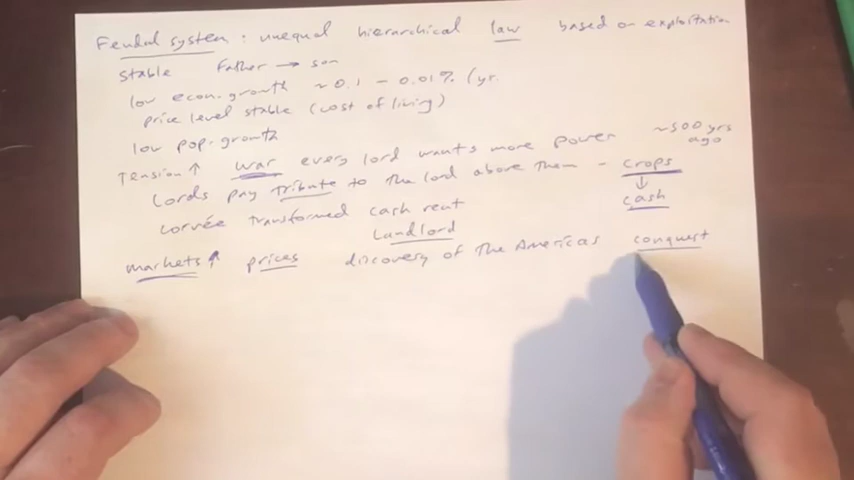 Feudal system : unequal hierarchical law based on exploitation
stable Father → son
low econ. growth ~0.1 - 0.01% /yr.
price level stable (cost of living)
low pop. growth
Tension ↑ war every lord wants more power ~500 yrs ago
Lords pay tribute to the lord above them - crops
↓
corvée transformed cash rent cash
Landlord
markets ↑ prices discovery of the Americas conquest